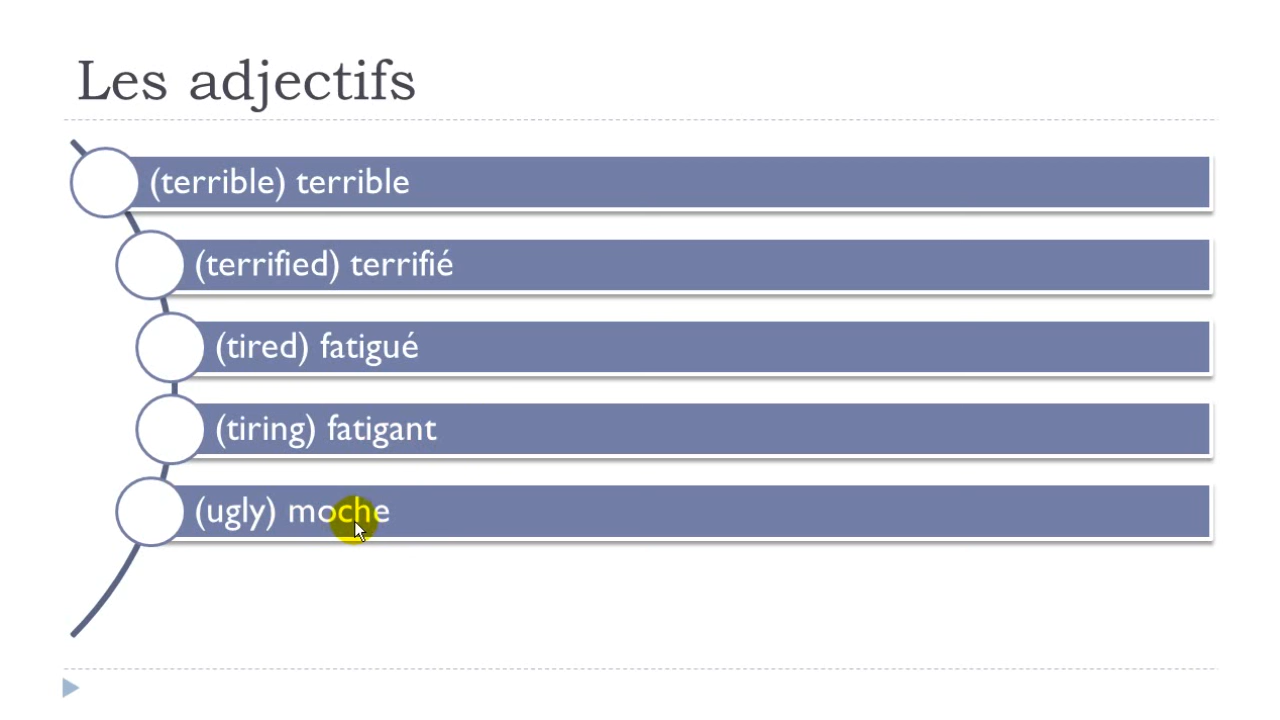 Les adjectifs
(terrible) terrible
(terrified) terrifié
(tired) fatigué
(tiring) fatigant
(ugly) moche